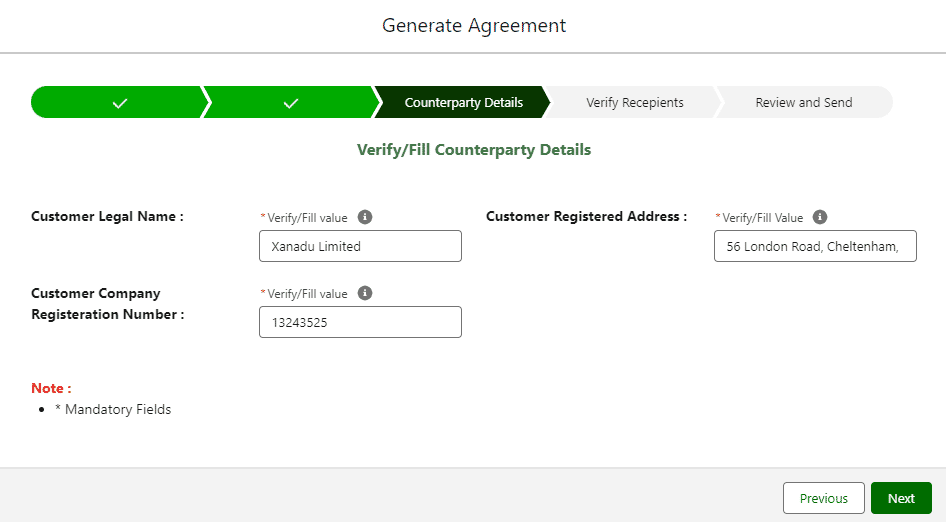 Generate Agreement
Counterparty Details
Verify Recepients
Review and Send
Verify/Fill Counterparty Details
Customer Legal Name :
*Verify/Fill value
Xanadu Limited
Customer Registered Address :
*Verify/Fill Value
56 London Road, Cheltenham,
Customer Company
Registeration Number :
*Verify/Fill value
13243525
Note :
* Mandatory Fields
Previous
Next